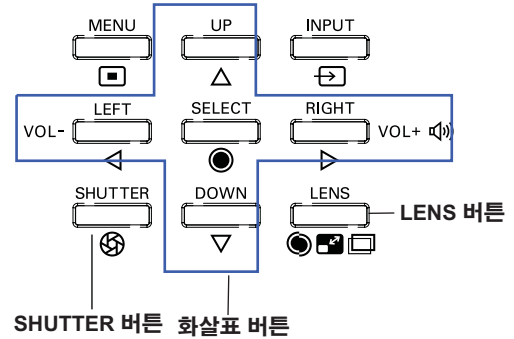 MENU UP INPUT
LEFT SELECT RIGHT
VOL- VOL+
SHUTTER DOWN LENS
LENS 버튼
SHUTTER 버튼 화살표 버튼